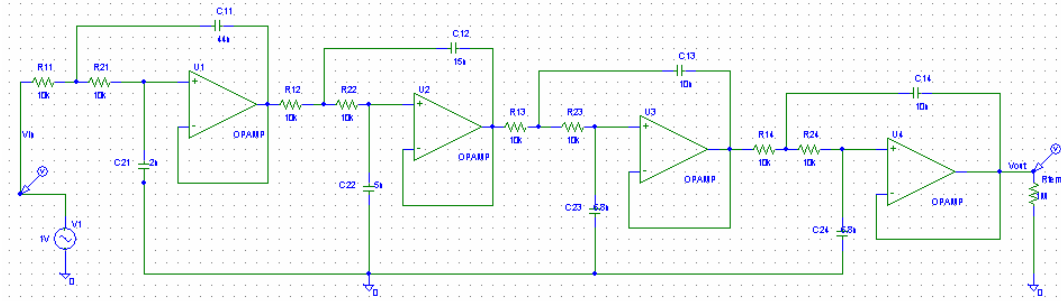 C11
44n
R11
10k
R21
10k
U1
+
-
OPAMP
Vin
C21
2n
V1
1V
0
C12
15n
R12
10k
R22
10k
U2
+
-
OPAMP
C22
5n
0
C13
10n
R13
10k
R23
10k
U3
+
-
OPAMP
C23
6.8n
C14
10n
R14
10k
R24
10k
U4
+
-
OPAMP
C24
6.8n
Vout
V
V
1M
0